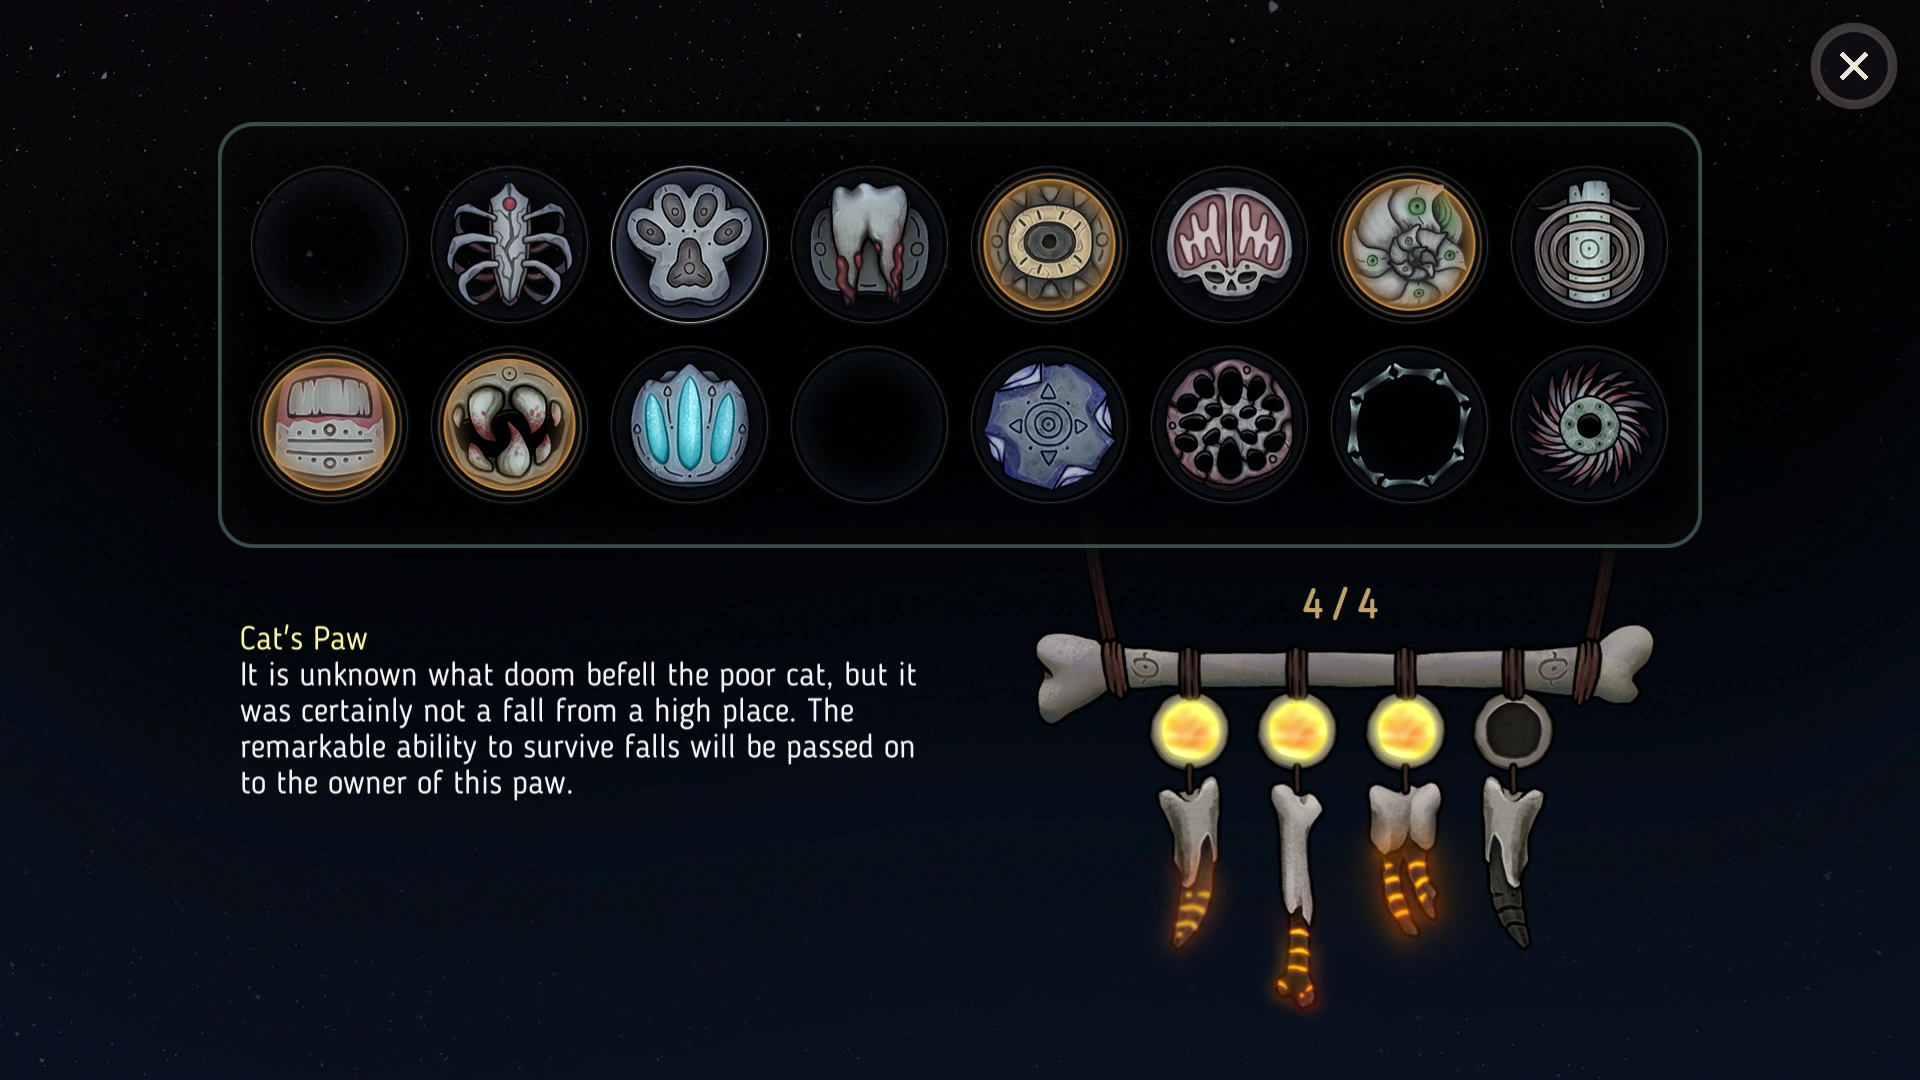 4 / 4
Cat's Paw
It is unknown what doom befell the poor cat, but it
was certainly not a fall from a high place. The
remarkable ability to survive falls will be passed on
to the owner of this paw.